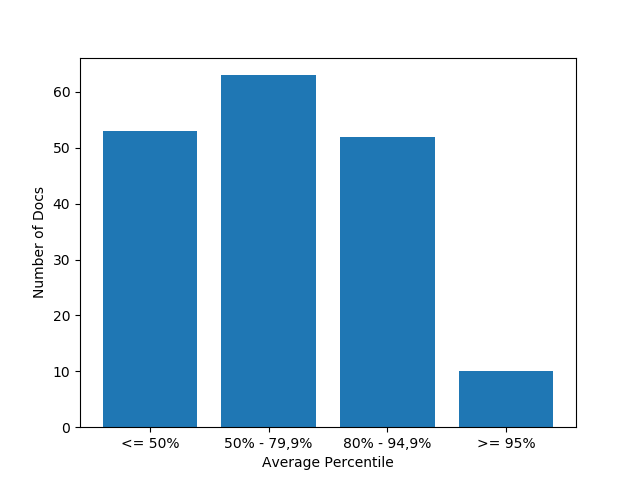 Number of Docs
60
50
40
30
20
10
0
<= 50% 50% - 79,9% 80% - 94,9% >= 95%
Average Percentile